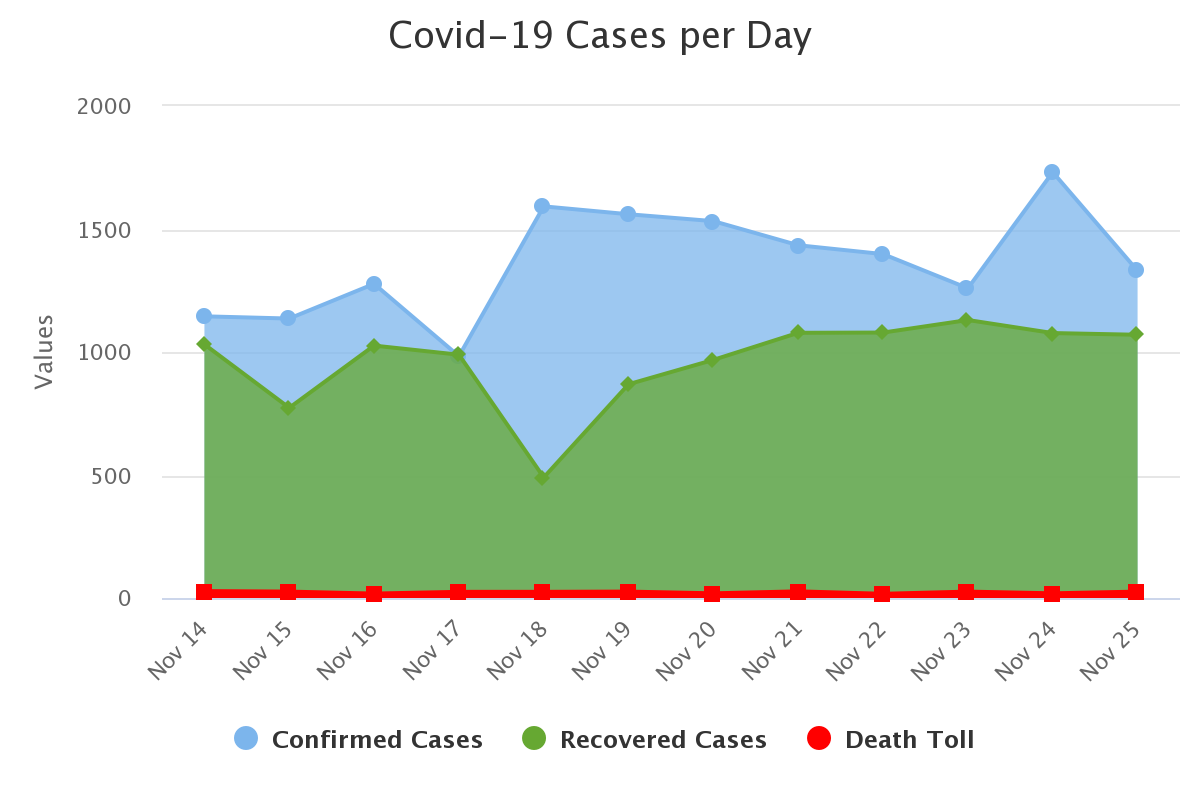 Covid-19 Cases per Day
Values
2000
1500
1000
500
0
Nov 14
Nov 15
Nov 16
Nov 17
Nov 18
Nov 19
Nov 20
Nov 21
Nov 22
Nov 23
Nov 24
Nov 25
Confirmed Cases Recovered Cases Death Toll